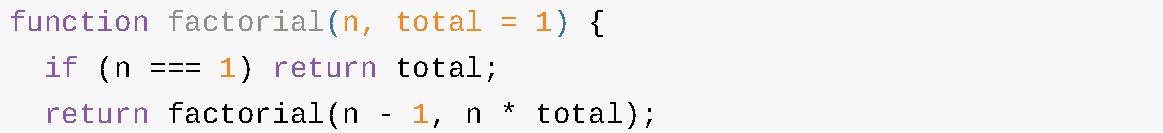 function factorial(n, total = 1) {
  if (n === 1) return total;
  return factorial(n - 1, n * total);